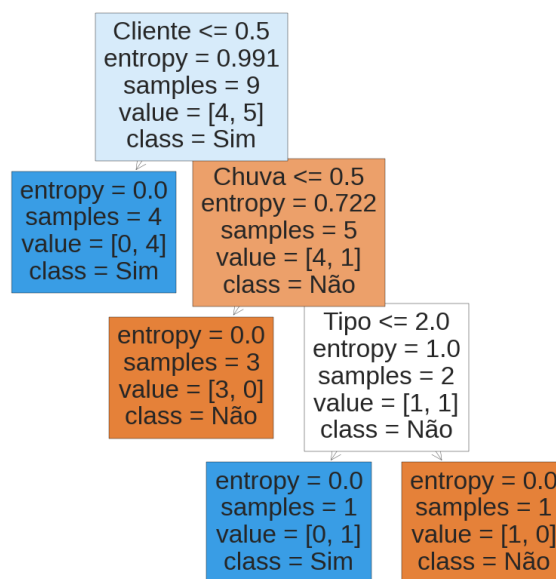 Cliente <= 0.5
entropy = 0.991
samples = 9
value = [4, 5]
class = Sim
entropy = 0.0
samples = 4
value = [0, 4]
class = Sim
Chuva <= 0.5
entropy = 0.722
samples = 5
value = [4, 1]
class = Não
entropy = 0.0
samples = 3
value = [3, 0]
class = Não
Tipo <= 2.0
entropy = 1.0
samples = 2
value = [1, 1]
class = Não
entropy = 0.0
samples = 1
value = [0, 1]
class = Sim
entropy = 0.0
samples = 1
value = [1, 0]
class = Não